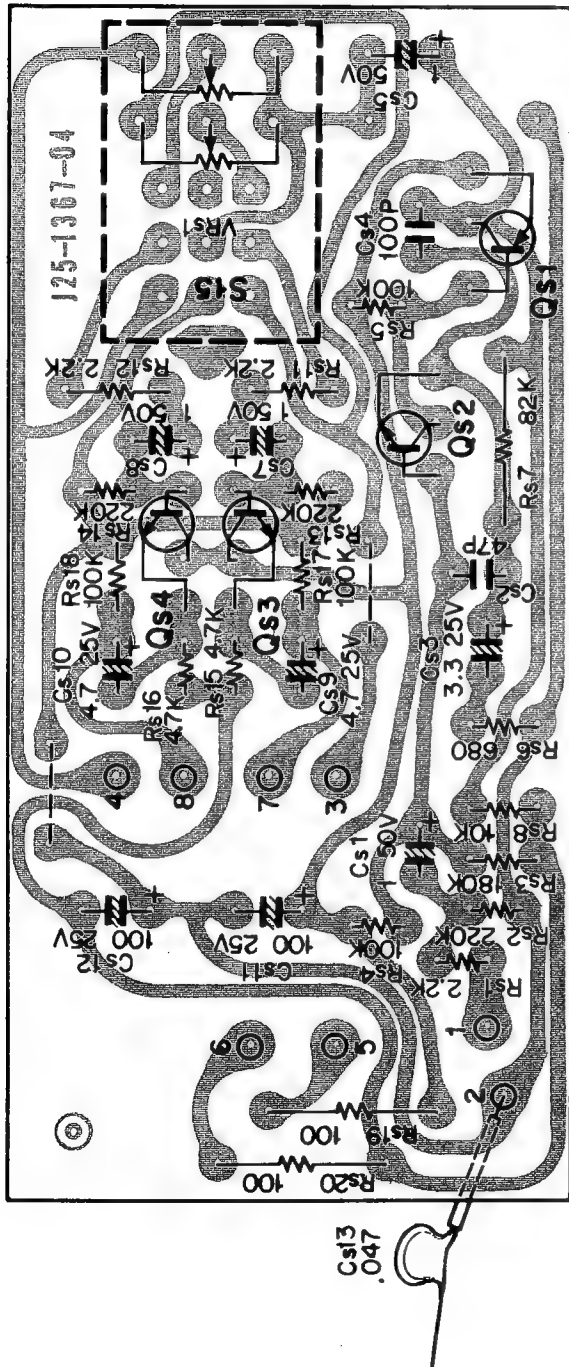 J25-1367-04
50V
Cs5
VRs1
S15
Cs4
100P
100K
Rs5
Qs1
2.2K
Rs12
2.2K
Rs11
1 50V
Cs8
1 50V
Cs7
Qs2
82K
Rs7
220K
Rs14
220K
Rs13
Rs18
100K
Rs17
100K
Qs4
Qs3
47P
Cs2
Cs10
4.7 25V
Rs16
4.7K
Rs15 4.7K
Cs9
4.7 25V
Cs3
3.3 25V
680
Rs6
4
8
7
3
Cs1
1 50V
10K
Rs8
180K
Rs3
220K
Rs2
2.2K
Rs1
100K
Rs4
100
25V
Cs12
100
25V
Cs11
6
5
1
2
100
Rs19
100
Rs20
Cs13
.047